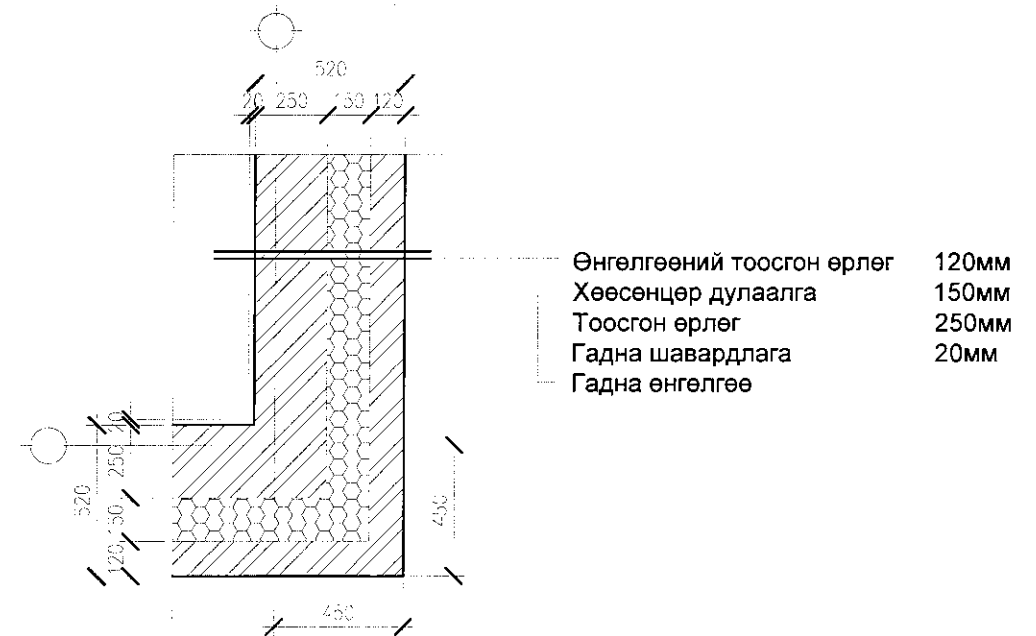 520
20 250 150 120
Өнгөлгөөний тоосгон өрлөг 120мм
Хөөсөнцөр дулаалга 150мм
Тоосгон өрлөг 250мм
Гадна шавардлага 20мм
Гадна өнгөлгөө
20
250
520
150
120
450
450